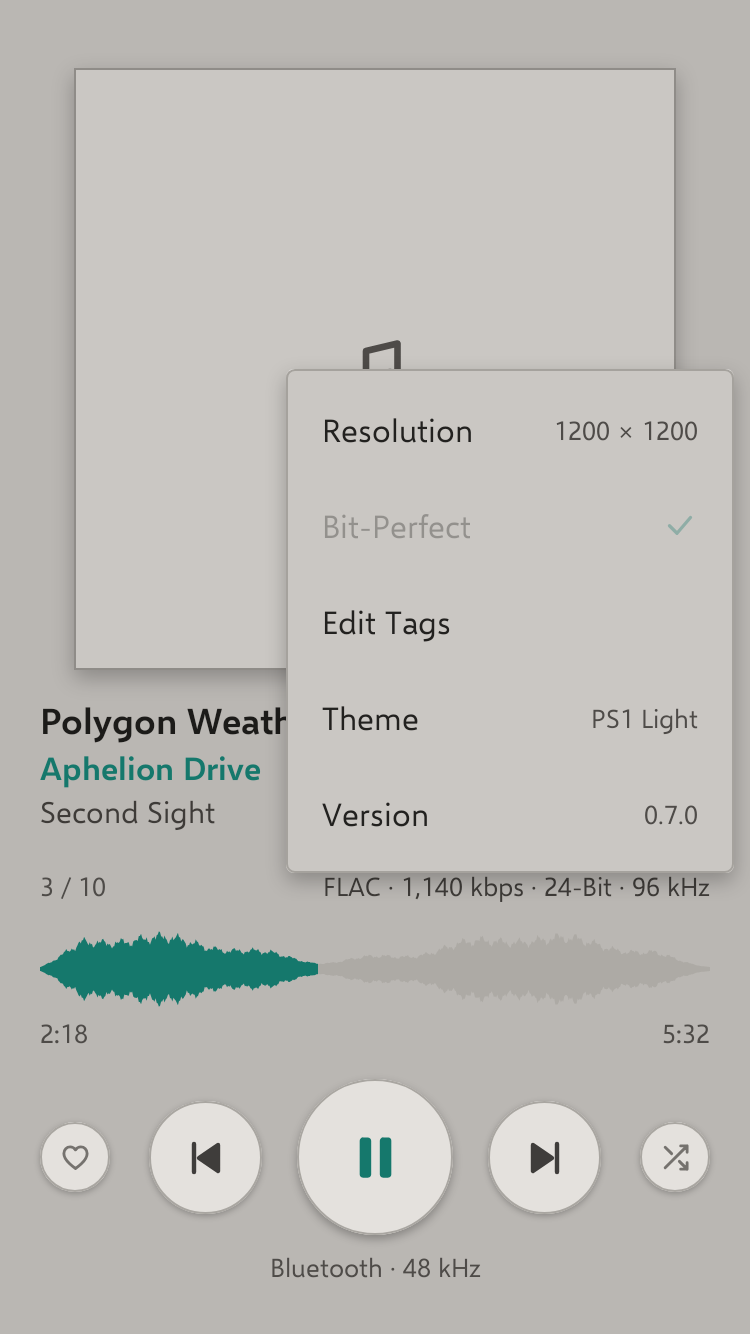 Resolution 1200 × 1200
Bit-Perfect
Edit Tags
Theme PS1 Light
Version 0.7.0
Polygon
Aphelion Drive
Second Sight
3 / 10 FLAC · 1,140 kbps · 24-Bit · 96 kHz
2:18 5:32
Bluetooth · 48 kHz